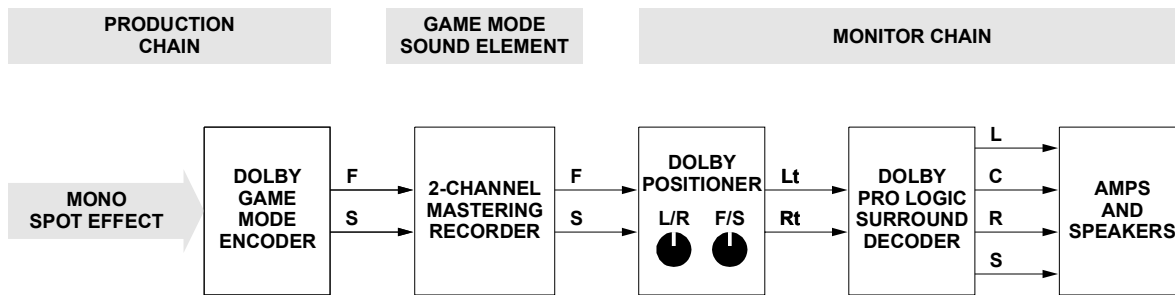 PRODUCTION
CHAIN
GAME MODE
SOUND ELEMENT
MONITOR CHAIN
MONO
SPOT EFFECT
DOLBY
GAME
MODE
ENCODER
F
S
2-CHANNEL
MASTERING
RECORDER
F
S
DOLBY
POSITIONER
L/R F/S
Lt
Rt
DOLBY
PRO LOGIC
SURROUND
DECODER
L
C
R
S
AMPS
AND
SPEAKERS